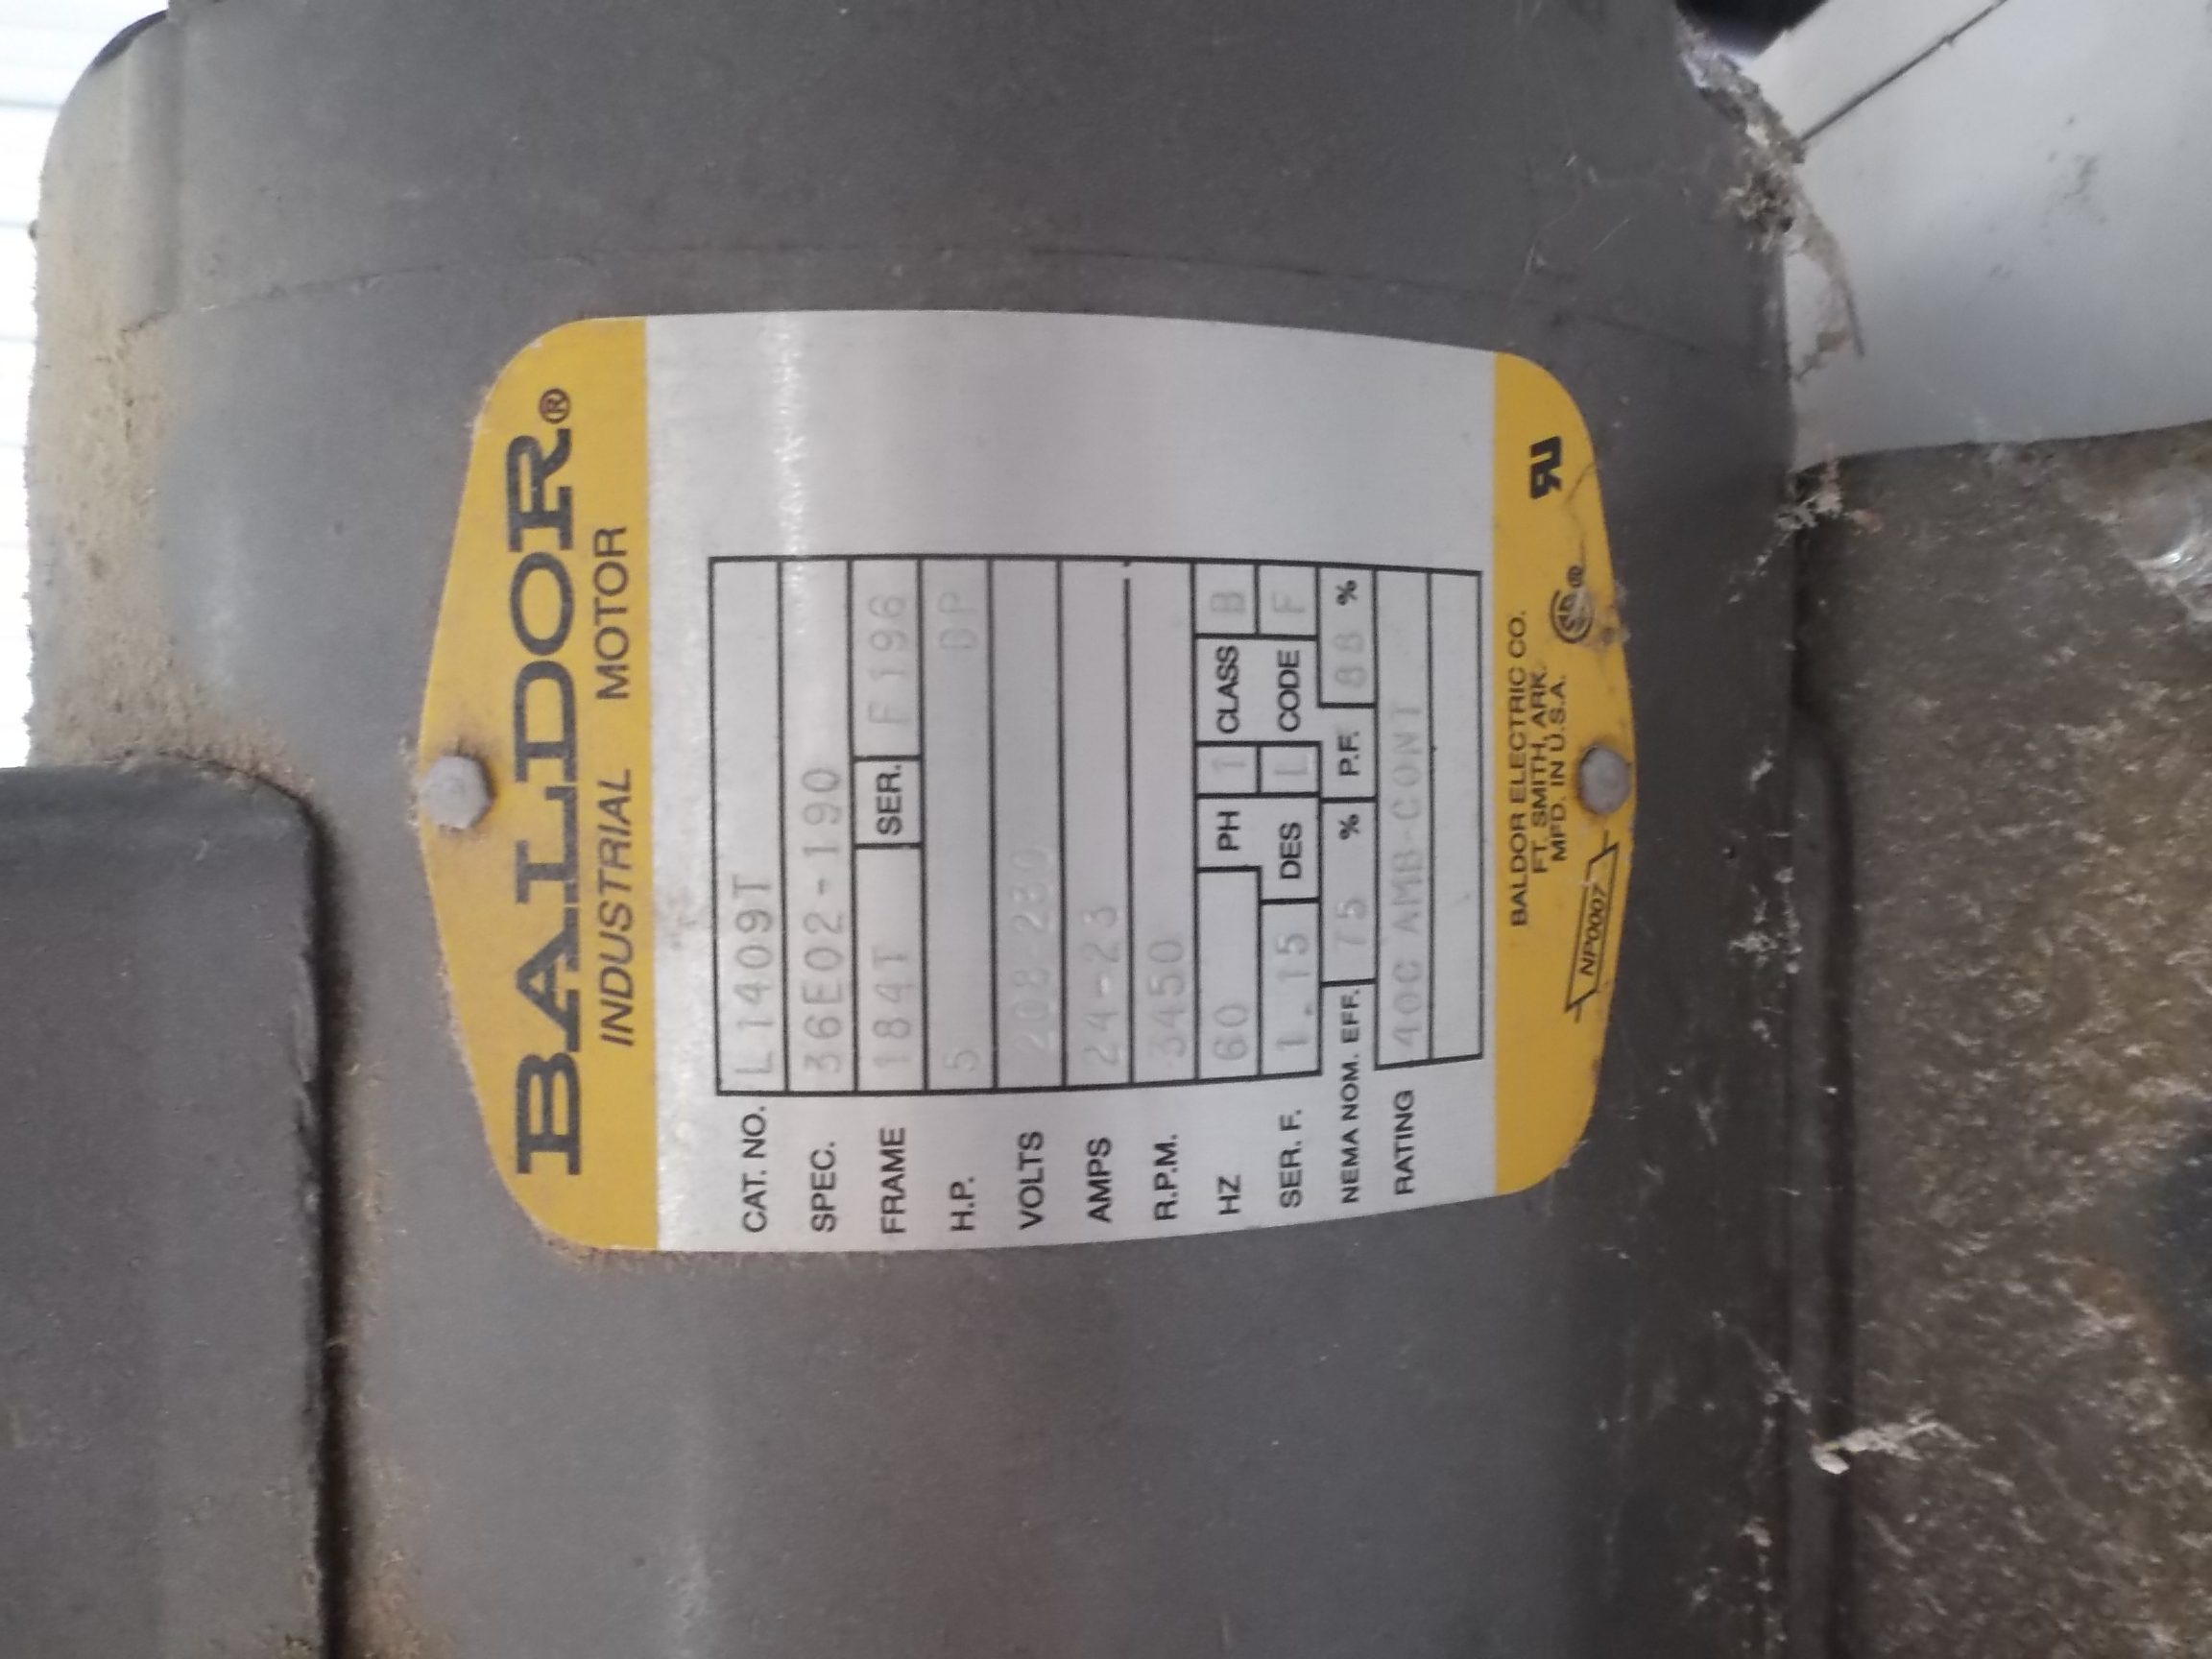 BALDOR®
INDUSTRIAL MOTOR
CAT. NO. L1409T
SPEC. 36E02-190
FRAME 184T SER. F196
H.P. 5 DP
VOLTS 208-230
AMPS 24-23
R.P.M. 3450
HZ 60 PH 1 CLASS B
SER. F. 1.15 DES L CODE F
NEMA NOM. EFF. 75 % P.F. 88 %
RATING 40C AMB-CONT
BALDOR ELECTRIC CO.
FT. SMITH, ARK.
MFD. IN U.S.A.
NP0007